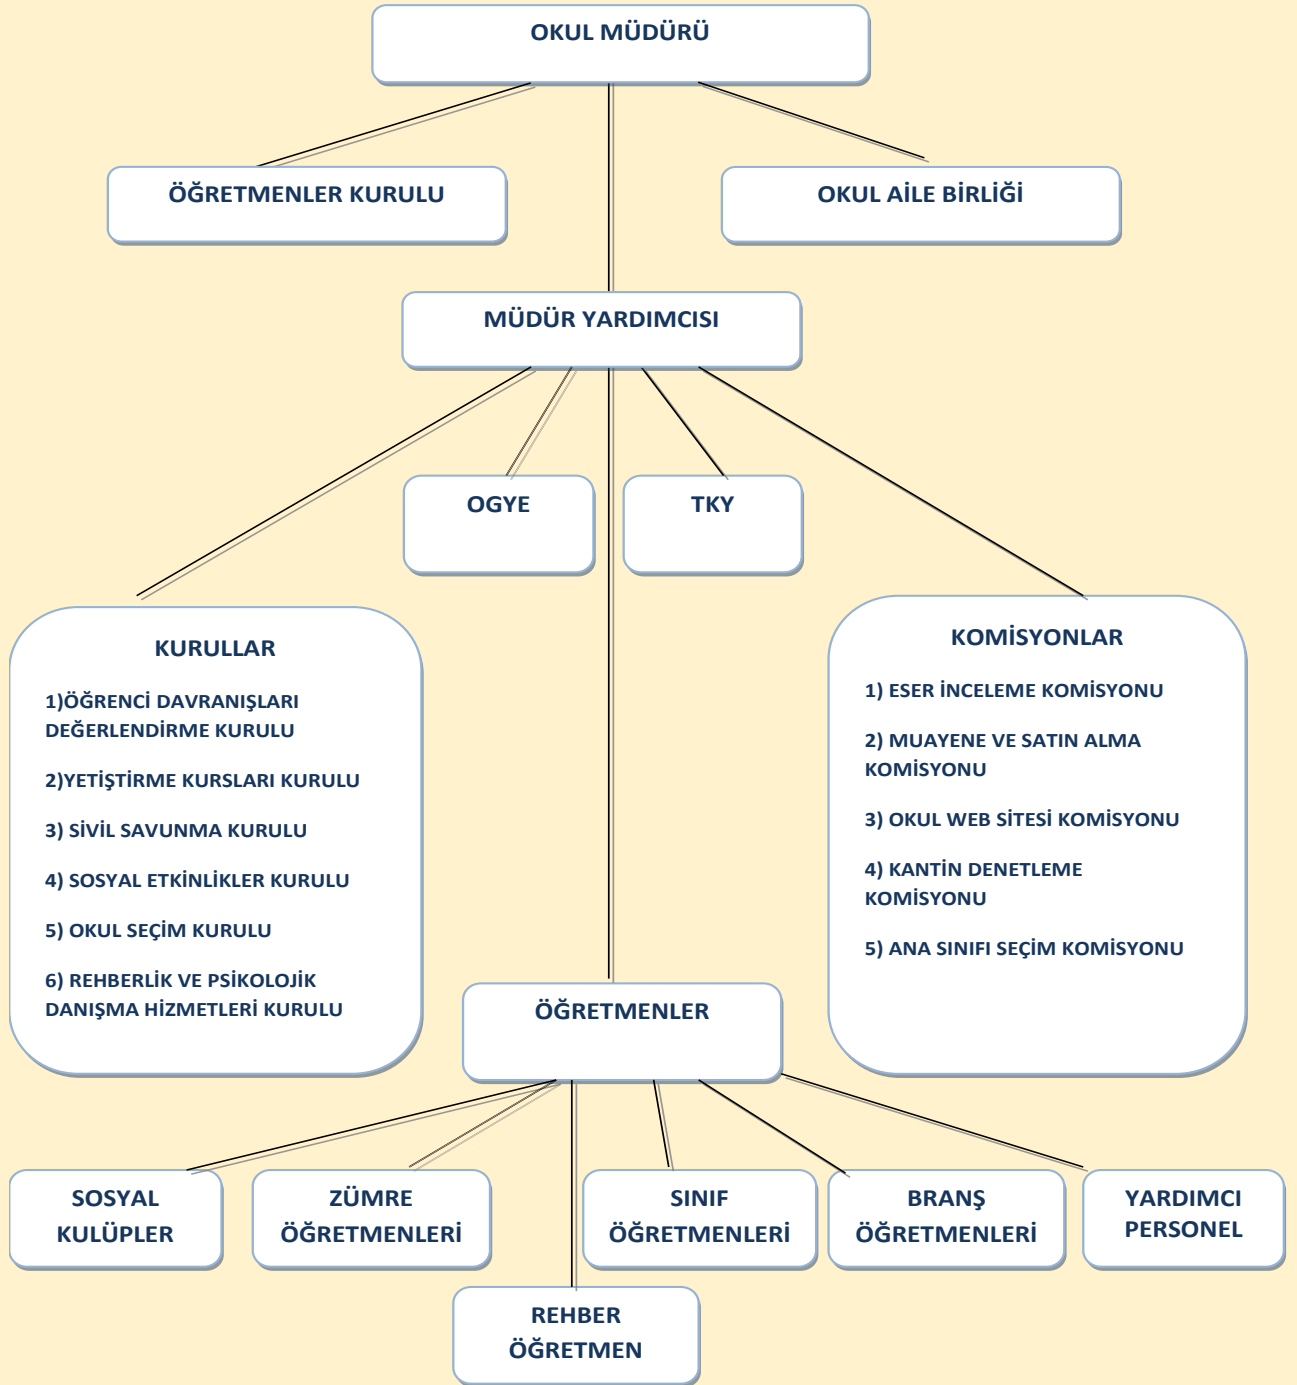 OKUL MÜDÜRÜ
ÖĞRETMENLER KURULU
OKUL AİLE BİRLİĞİ
MÜDÜR YARDIMCISI
OGYE
TKY
KURULLAR
1)ÖĞRENCİ DAVRANIŞLARI
DEĞERLENDİRME KURULU
2)YETİŞTİRME KURSLARI KURULU
3) SİVİL SAVUNMA KURULU
4) SOSYAL ETKİNLİKLER KURULU
5) OKUL SEÇİM KURULU
6) REHBERLİK VE PSİKOLOJİK
DANIŞMA HİZMETLERİ KURULU
KOMİSYONLAR
1) ESER İNCELEME KOMİSYONU
2) MUAYENE VE SATIN ALMA
KOMİSYONU
3) OKUL WEB SİTESİ KOMİSYONU
4) KANTİN DENETLEME
KOMİSYONU
5) ANA SINIFI SEÇİM KOMİSYONU
ÖĞRETMENLER
SOSYAL
KULÜPLER
ZÜMRE
ÖĞRETMENLERİ
SINIF
ÖĞRETMENLERİ
BRANŞ
ÖĞRETMENLERİ
YARDIMCI
PERSONEL
REHBER
ÖĞRETMEN